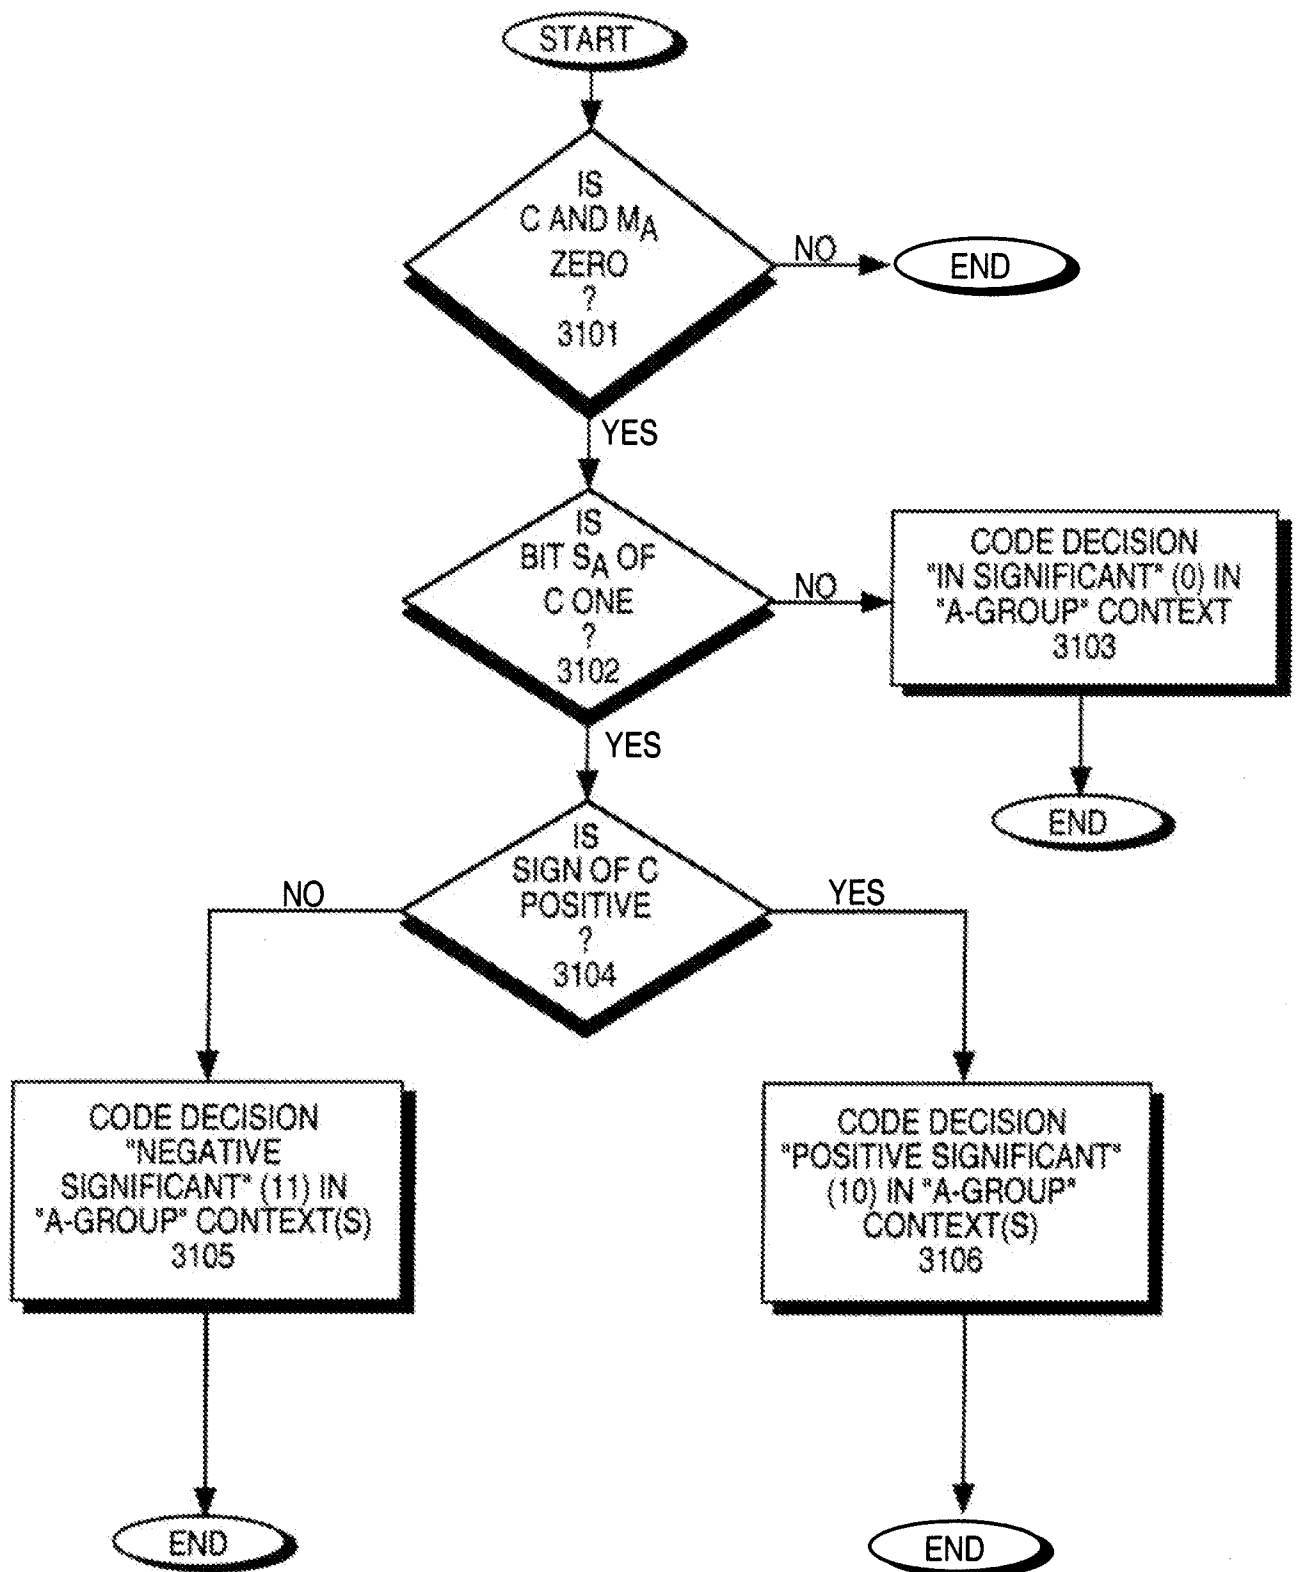 START
IS
C AND MA
ZERO
?
3101
NO
END
YES
IS
BIT SA OF
C ONE
?
3102
NO
CODE DECISION
"IN SIGNIFICANT" (0) IN
"A-GROUP" CONTEXT
3103
YES
END
IS
SIGN OF C
POSITIVE
?
3104
NO
YES
CODE DECISION
"NEGATIVE
SIGNIFICANT" (11) IN
"A-GROUP" CONTEXT(S)
3105
CODE DECISION
"POSITIVE SIGNIFICANT"
(10) IN "A-GROUP"
CONTEXT(S)
3106
END
END